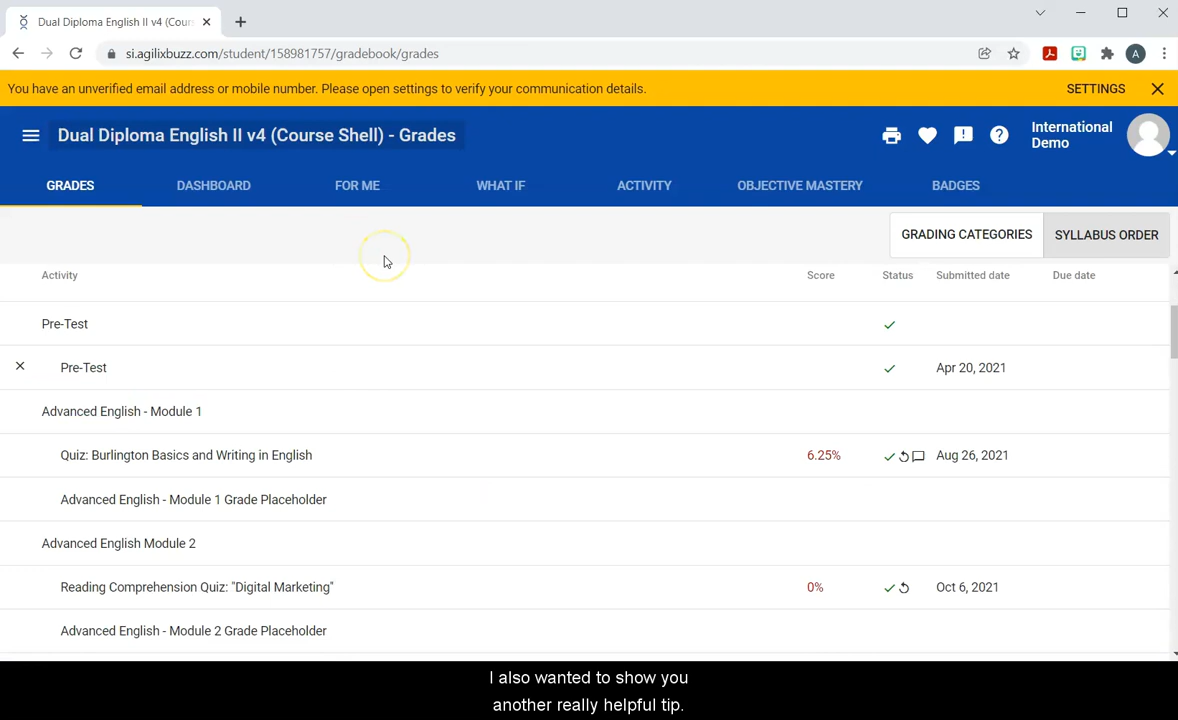 Dual Diploma English II v4 (Cour
si.agilixbuzz.com/student/158981757/gradebook/grades
A
You have an unverified email address or mobile number. Please open settings to verify your communication details.
SETTINGS
Dual Diploma English II v4 (Course Shell) - Grades
International
Demo
GRADES
DASHBOARD
FOR ME
WHAT IF
ACTIVITY
OBJECTIVE MASTERY
BADGES
GRADING CATEGORIES
SYLLABUS ORDER
Activity Score Status Submitted date Due date
Pre-Test
Pre-Test Apr 20, 2021
Advanced English - Module 1
Quiz: Burlington Basics and Writing in English 6.25% Aug 26, 2021
Advanced English - Module 1 Grade Placeholder
Advanced English Module 2
Reading Comprehension Quiz: "Digital Marketing" 0% Oct 6, 2021
Advanced English - Module 2 Grade Placeholder
I also wanted to show you
another really helpful tip.